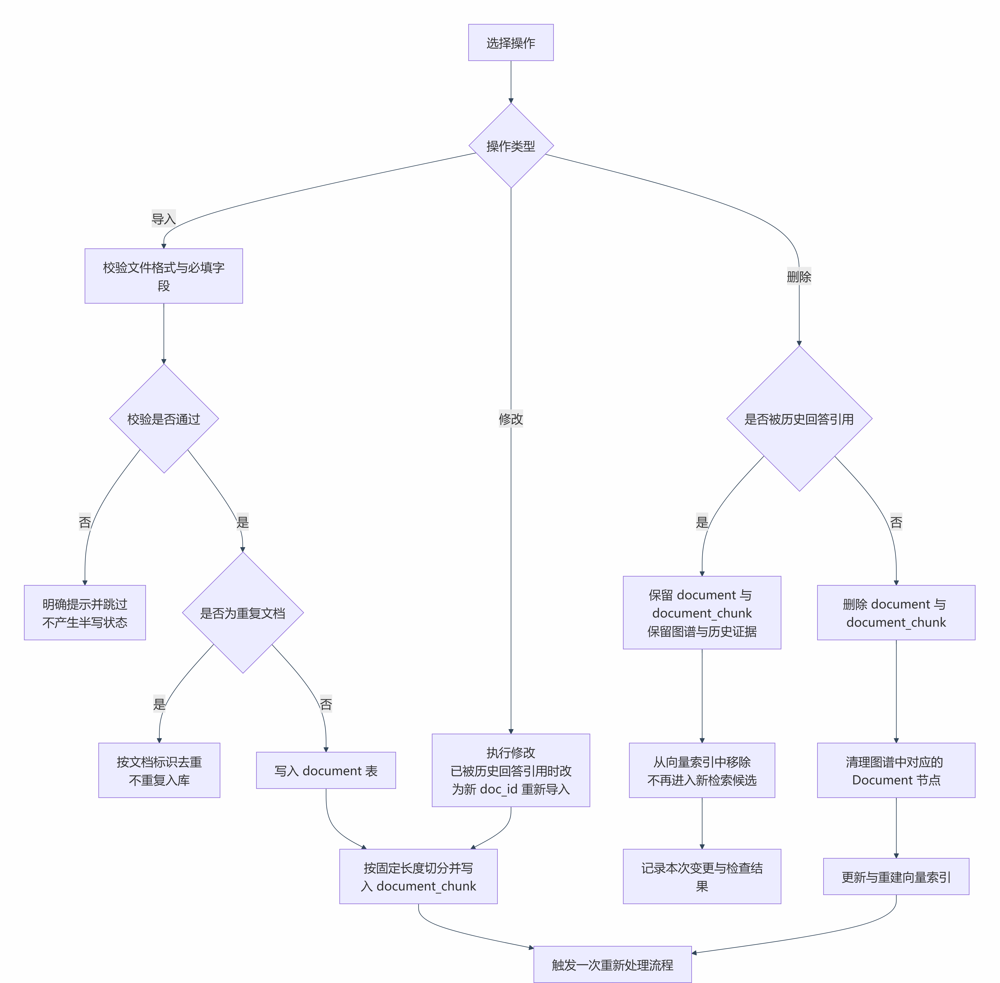 选择操作
操作类型
导入
删除
修改
校验文件格式与必填字
段
校验是否通过
是否被历史回答引用
否
是
是
否
明确提示并跳过
不产生半写状态
是否为重复文档
保留 document 与
document_chunk
保留图谱与历史证据
删除 document 与
document_chunk
是
否
按文档标识去重
不重复入库
写入 document 表
执行修改
已被历史回答引用时改
为新 doc_id 重新导入
从向量索引中移除
不再进入新检索候选
清理图谱中对应的
Document 节点
按固定长度切分并写
入 document_chunk
记录本次变更与检查结
果
更新与重建向量索引
触发一次重新处理流程